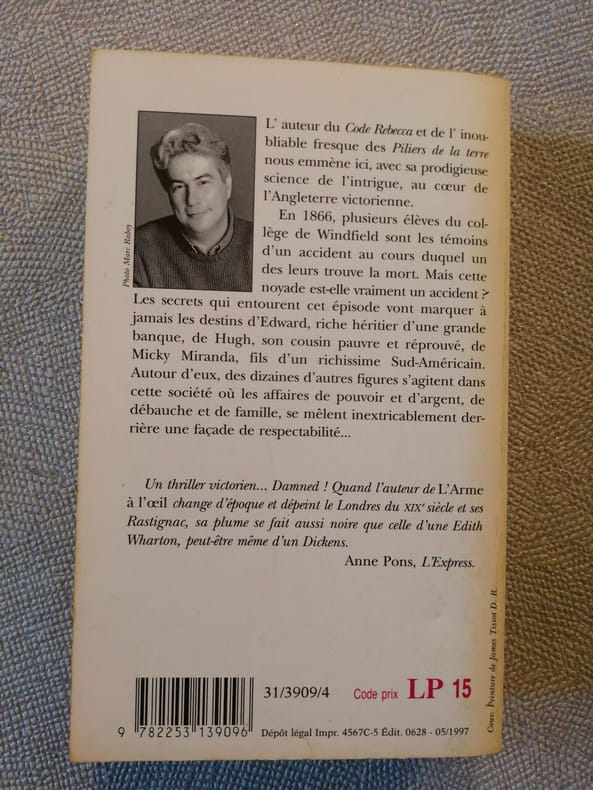 L' auteur du Code Rebecca et de l' inou-
bliable fresque des Piliers de la terre
nous emmène ici, avec sa prodigieuse
science de l'intrigue, au cœur de
l'Angleterre victorienne.
En 1866, plusieurs élèves du col-
lège de Windfield sont les témoins
d'un accident au cours duquel un
des leurs trouve la mort. Mais cette
noyade est-elle vraiment un accident ?
Photo Marc Raboy
Les secrets qui entourent cet épisode vont marquer à
jamais les destins d'Edward, riche héritier d'une grande
banque, de Hugh, son cousin pauvre et réprouvé, de
Micky Miranda, fils d'un richissime Sud-Américain.
Autour d'eux, des dizaines d'autres figures s'agitent dans
cette société où les affaires de pouvoir et d'argent, de
débauche et de famille, se mêlent inextricablement der-
rière une façade de respectabilité...
Un thriller victorien... Damned ! Quand l'auteur de L'Arme
à l'œil change d'époque et dépeint le Londres du XIXe siècle et ses
Rastignac, sa plume se fait aussi noire que celle d'une Edith
Wharton, peut-être même d'un Dickens.
Anne Pons, L'Express.
Couv. Peinture de James Tissot D. R.
31/3909/4
Code prix LP 15
9 782253 139096
Dépôt légal Impr. 4567C-5 Édit. 0628 - 05/1997